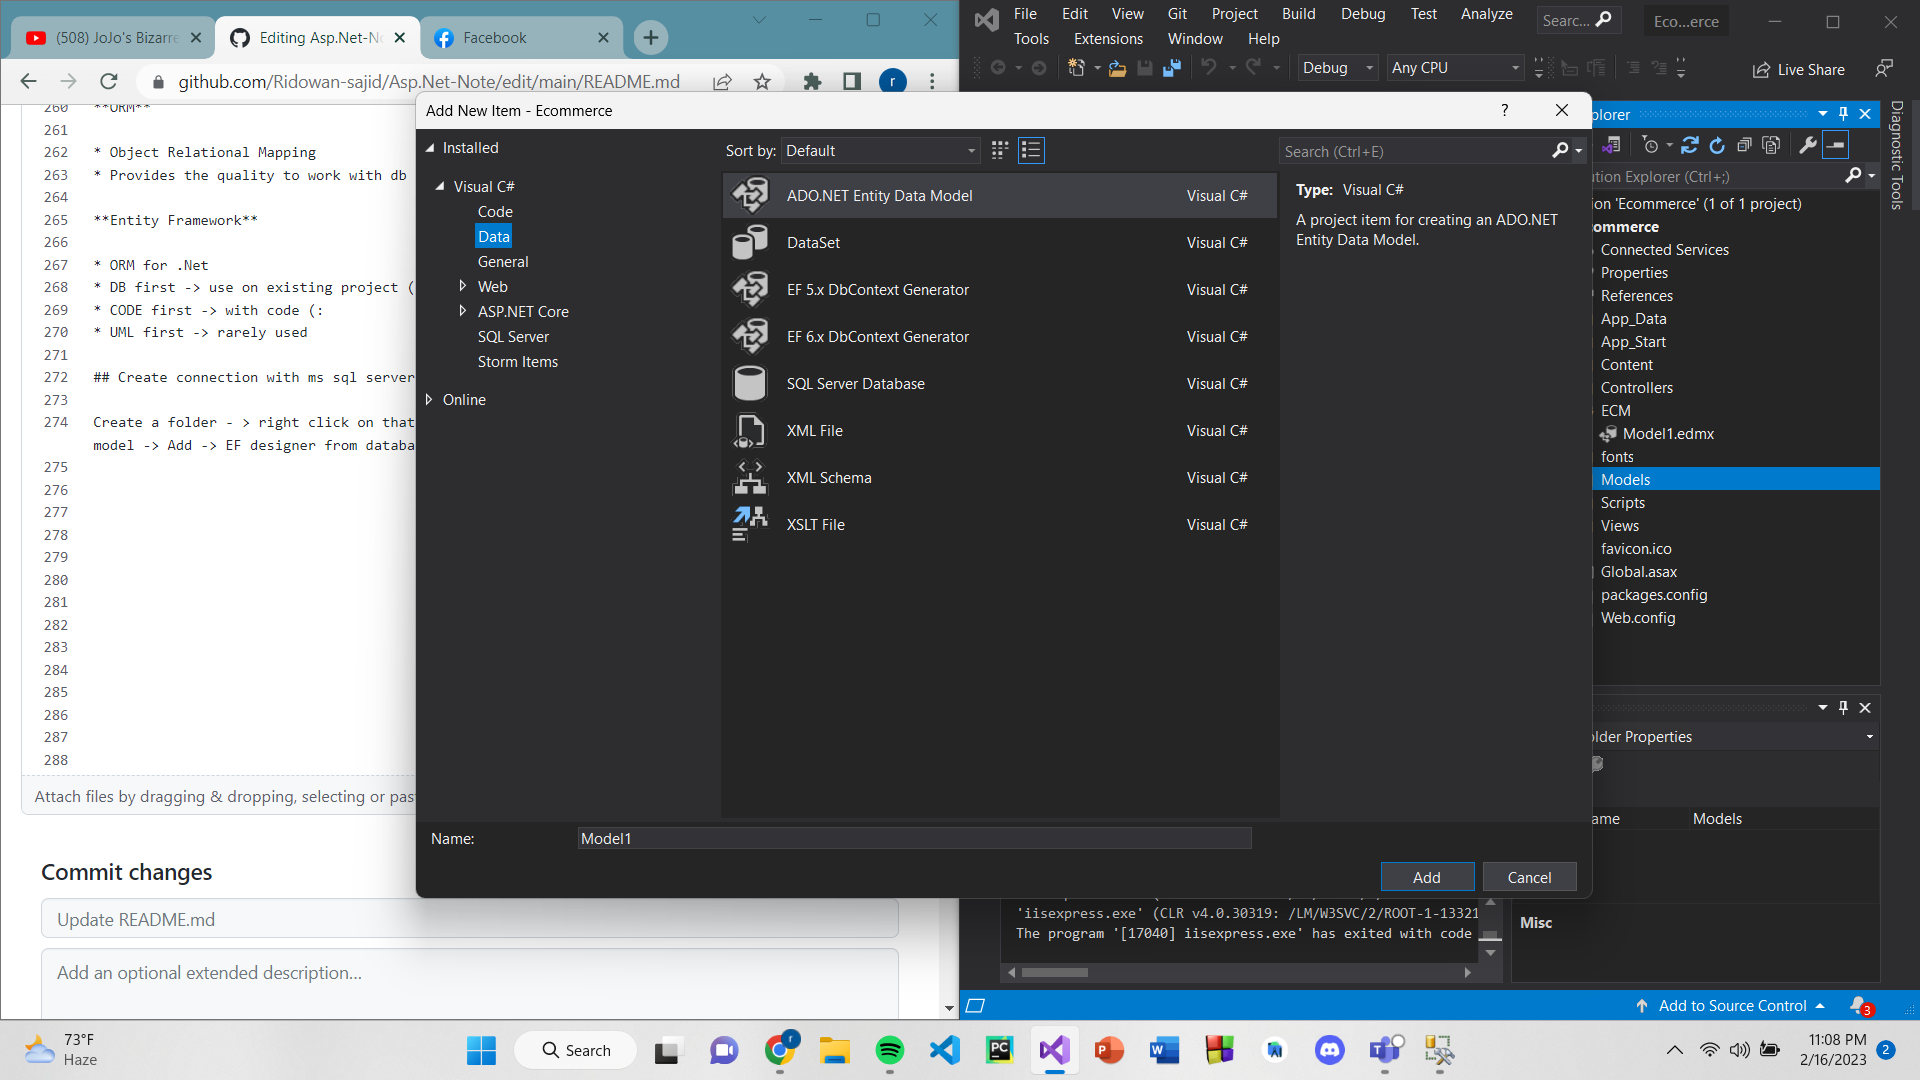 (508) JoJo's Bizarre
Editing Asp.Net-No
Facebook
github.com/Ridowan-sajid/Asp.Net-Note/edit/main/README.md
r
260 **ORM**
261
262 * Object Relational Mapping
263 * Provides the quality to work with db
264
265 **Entity Framework**
266
267 * ORM for .Net
268 * DB first -> use on existing project (
269 * CODE first -> with code (:
270 * UML first -> rarely used
271
272 ## Create connection with ms sql server
273
274 Create a folder - > right click on that
model -> Add -> EF designer from databa
275
276
277
278
279
280
281
282
283
284
285
286
287
288
Attach files by dragging & dropping, selecting or pas
Commit changes
Update README.md
Add an optional extended description...
File Edit View Git Project Build Debug Test Analyze
Tools Extensions Window Help
Searc...
Eco...erce
Debug
Any CPU
Live Share
Add New Item - Ecommerce
?
Installed
Visual C#
Code
Data
General
Web
ASP.NET Core
SQL Server
Storm Items
Online
Sort by: Default
Search (Ctrl+E)
ADO.NET Entity Data Model Visual C#
DataSet Visual C#
EF 5.x DbContext Generator Visual C#
EF 6.x DbContext Generator Visual C#
SQL Server Database Visual C#
XML File Visual C#
XML Schema Visual C#
XSLT File Visual C#
Type: Visual C#
A project item for creating an ADO.NET
Entity Data Model.
Name: Model1
Add
Cancel
plorer
Diagnostic Tools
ution Explorer (Ctrl+;)
ion 'Ecommerce' (1 of 1 project)
commerce
Connected Services
Properties
References
App_Data
App_Start
Content
Controllers
ECM
Model1.edmx
fonts
Models
Scripts
Views
favicon.ico
Global.asax
packages.config
Web.config
lder Properties
ame Models
Misc
'iisexpress.exe' (CLR v4.0.30319: /LM/W3SVC/2/ROOT-1-13321
The program '[17040] iisexpress.exe' has exited with code
Add to Source Control
3
73°F
Haze
Search
11:08 PM
2/16/2023
2